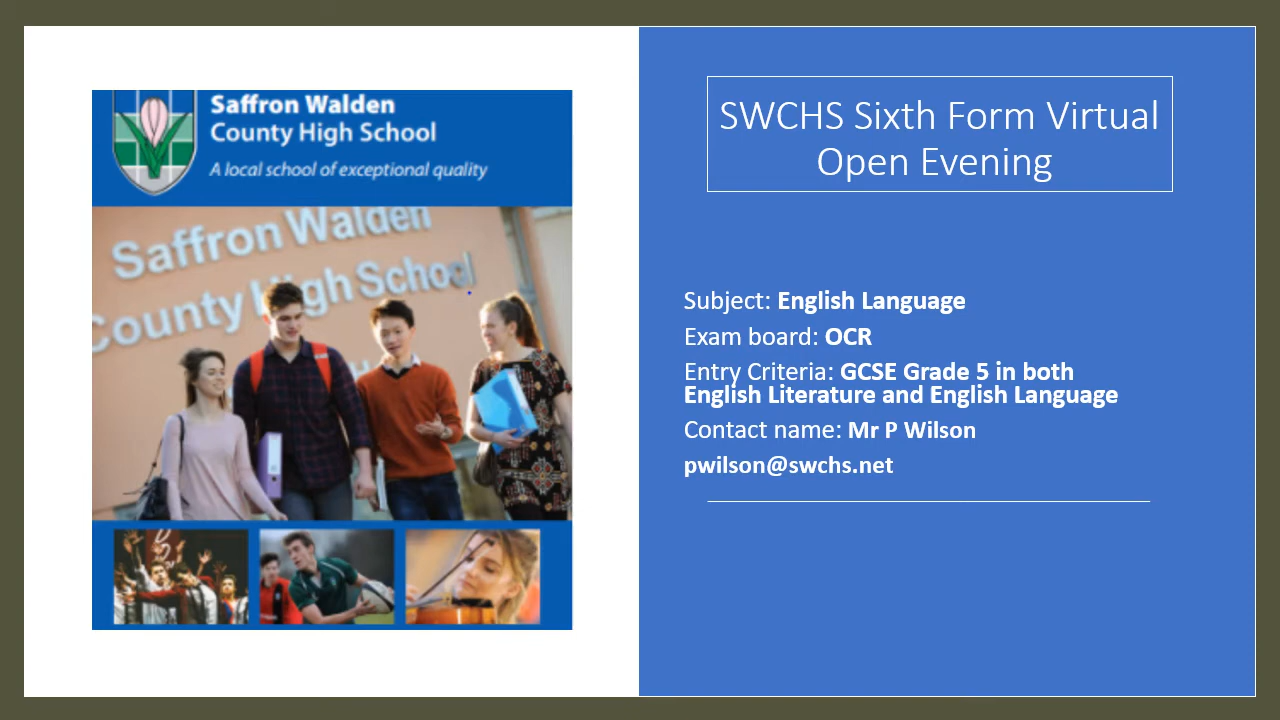 Saffron Walden
County High School
A local school of exceptional quality
Saffron Walden
County High School
SWCHS Sixth Form Virtual
Open Evening
Subject: English Language
Exam board: OCR
Entry Criteria: GCSE Grade 5 in both
English Literature and English Language
Contact name: Mr P Wilson
pwilson@swchs.net